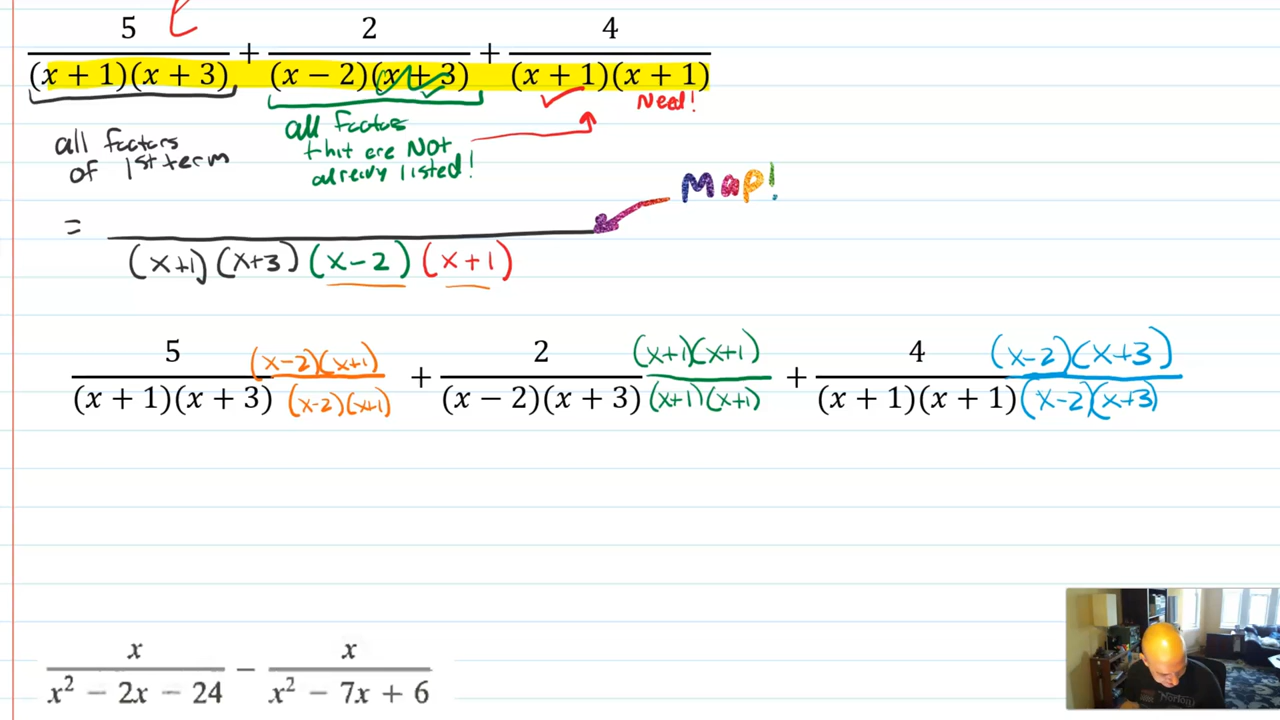 5/((x + 1)(x + 3)) + 2/((x − 2)(x + 3)) + 4/((x + 1)(x + 1))
Need!
all factors of 1st term
all factors that are NOT already listed!
Map!
= /((x+1)(x+3)(x−2)(x+1))
5/((x + 1)(x + 3)) (x−2)(x+1)/((x−2)(x+1)) + 2/((x − 2)(x + 3)) (x+1)(x+1)/((x+1)(x+1)) + 4/((x + 1)(x + 1)) (x−2)(x+3)/((x−2)(x+3))
x/(x² − 2x − 24) − x/(x² − 7x + 6)